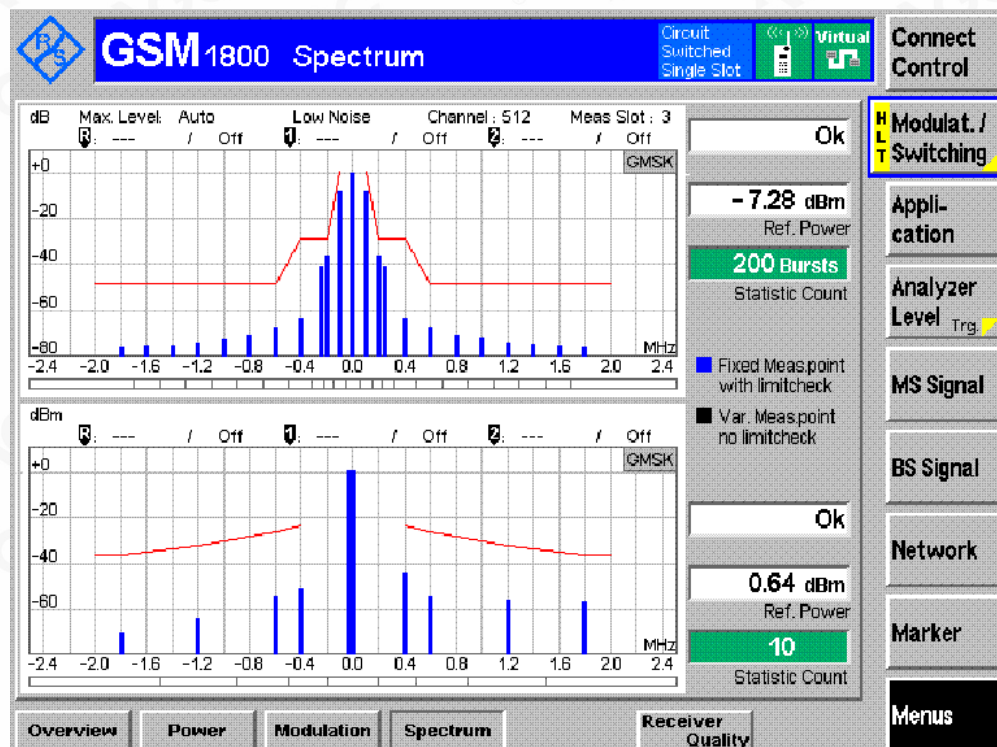 R/S
GSM 1800 Spectrum
Circuit
Switched
Single Slot
Virtual
Connect
Control
dB Max. Level: Auto Low Noise Channel : 512 Meas Slot : 3
R: --- / Off 1: --- / Off 2: --- / Off
GMSK
+0
-20
-40
-60
-80
MHz
-2.4 -2.0 -1.6 -1.2 -0.8 -0.4 0.0 0.4 0.8 1.2 1.6 2.0 2.4
Ok
-7.28 dBm
Ref. Power
200 Bursts
Statistic Count
Fixed Meas.point
with limitcheck
Var. Meas.point
no limitcheck
dBm
R: --- / Off 1: --- / Off 2: --- / Off
GMSK
+0
-20
-40
-60
-80
MHz
-2.4 -2.0 -1.6 -1.2 -0.8 -0.4 0.0 0.4 0.8 1.2 1.6 2.0 2.4
Ok
0.64 dBm
Ref. Power
10
Statistic Count
HLT
Modulat. /
Switching
Appli-
cation
Analyzer
Level Trg.
MS Signal
BS Signal
Network
Marker
Menus
Overview
Power
Modulation
Spectrum
Receiver
Quality